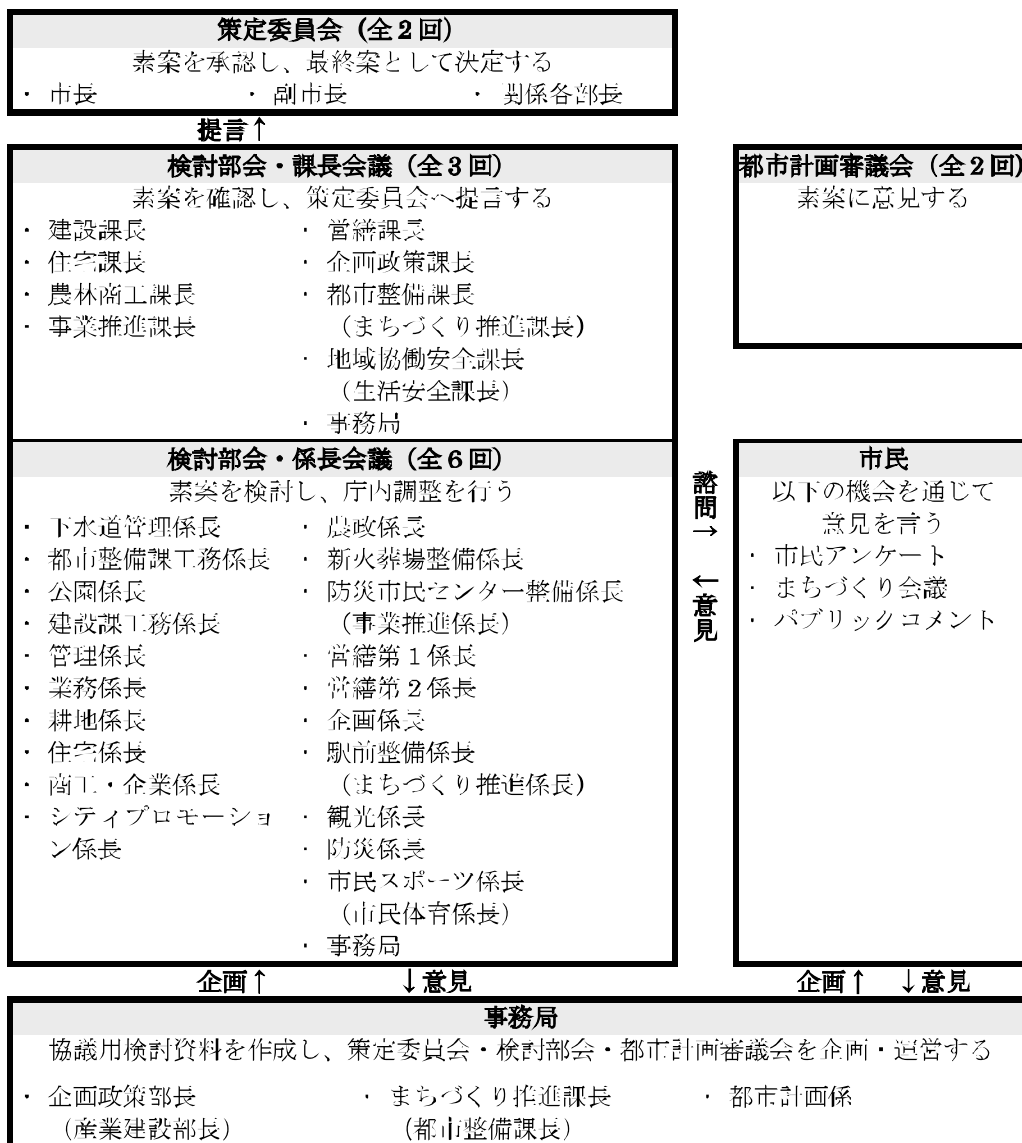 策定委員会（全２回）
素案を承認し、最終案として決定する
・ 市長 ・ 副市長 ・ 関係各部長
提言↑
検討部会・課長会議（全３回）
素案を確認し、策定委員会へ提言する
・ 建設課長 ・ 営繕課長
・ 住宅課長 ・ 企画政策課長
・ 農林商工課長 ・ 都市整備課長
・ 事業推進課長 （まちづくり推進課長）
・ 地域協働安全課長
（生活安全課長）
・ 事務局
都市計画審議会（全２回）
素案に意見する
検討部会・係長会議（全６回）
素案を検討し、庁内調整を行う
・ 下水道管理係長 ・ 農政係長
・ 都市整備課工務係長 ・ 新火葬場整備係長
・ 公園係長 ・ 防災市民センター整備係長
・ 建設課工務係長 （事業推進係長）
・ 管理係長 ・ 営繕第１係長
・ 業務係長 ・ 営繕第２係長
・ 耕地係長 ・ 企画係長
・ 住宅係長 ・ 駅前整備係長
・ 商工・企業係長 （まちづくり推進係長）
・ シティプロモーショ ・ 観光係長
ン係長 ・ 防災係長
・ 市民スポーツ係長
（市民体育係長）
・ 事務局
諮問→ ←意見
市民
以下の機会を通じて
意見を言う
・ 市民アンケート
・ まちづくり会議
・ パブリックコメント
企画↑ ↓意見
企画↑ ↓意見
事務局
協議用検討資料を作成し、策定委員会・検討部会・都市計画審議会を企画・運営する
・ 企画政策部長 ・ まちづくり推進課長 ・ 都市計画係
（産業建設部長） （都市整備課長）